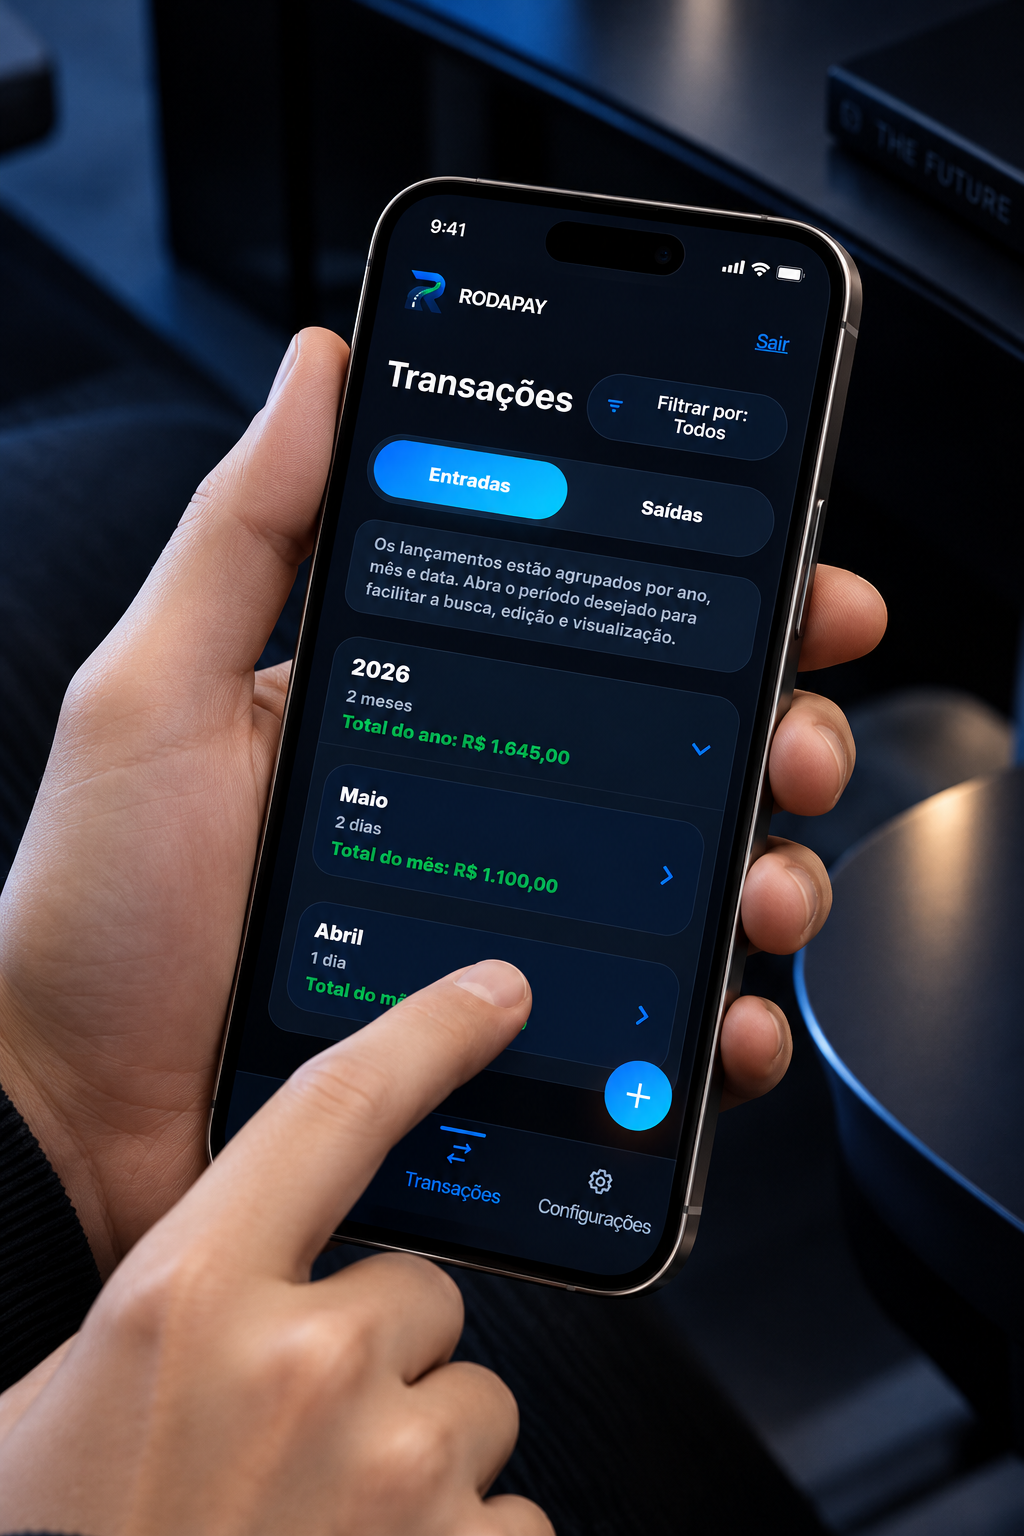 THE FUTURE
9:41
RODAPAY
Sair
Transações
Filtrar por:
Todos
Entradas
Saídas
Os lançamentos estão agrupados por ano,
mês e data. Abra o período desejado para
facilitar a busca, edição e visualização.
2026
2 meses
Total do ano: R$ 1.645,00
Maio
2 dias
Total do mês: R$ 1.100,00
Abril
1 dia
Total do
Transações
Configurações